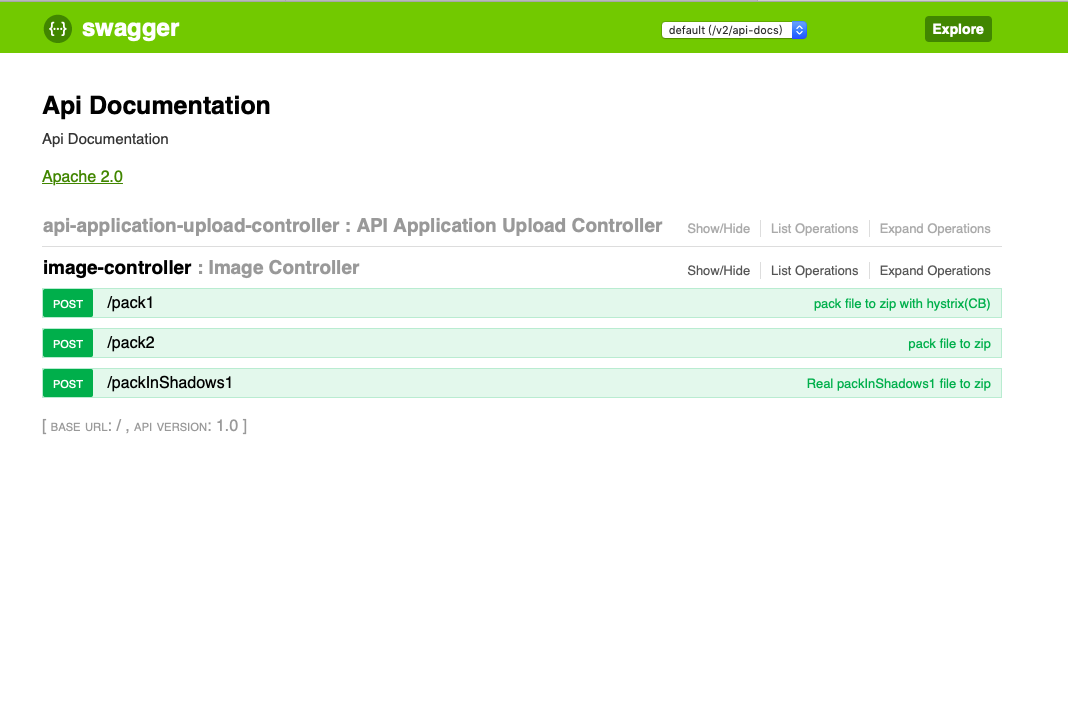 {···} swagger default (/v2/api-docs) Explore
Api Documentation
Api Documentation
Apache 2.0
api-application-upload-controller : API Application Upload Controller Show/Hide List Operations Expand Operations
image-controller : Image Controller Show/Hide List Operations Expand Operations
POST /pack1 pack file to zip with hystrix(CB)
POST /pack2 pack file to zip
POST /packInShadows1 Real packInShadows1 file to zip
[ BASE URL: / , API VERSION: 1.0 ]